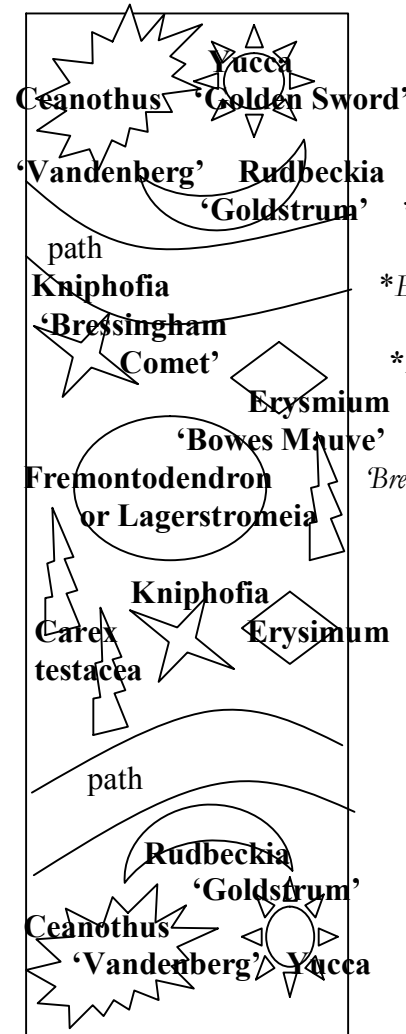 Yucca
Ceanothus ‘Golden Sword’
‘Vandenberg’ Rudbeckia
‘Goldstrum’
path
Kniphofia
‘Bressingham
Comet’
Erysmium
‘Bowes Mauve’
Fremontodendron
or Lagerstromeia
Kniphofia
Carex
testacea
Erysimum
path
Rudbeckia
‘Goldstrum’
Ceanothus
‘Vandenberg’ Yucca